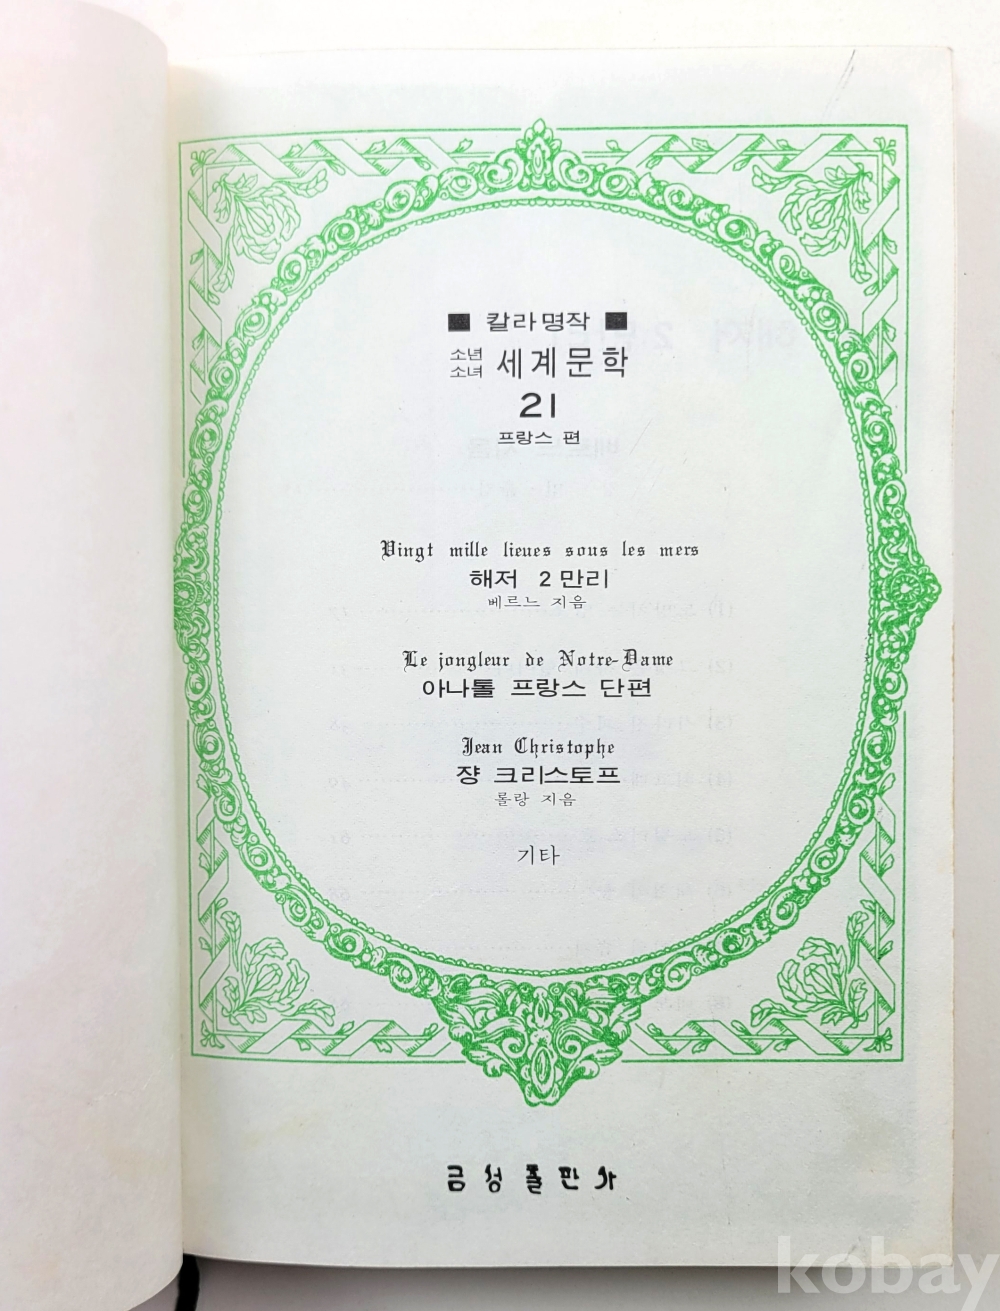 ■ 칼라명작 ■
소년
소녀 세계문학
21
프랑스 편
Vingt mille lieues sous les mers
해저 2만리
베르느 지음
Le jongleur de Notre-Dame
아나톨 프랑스 단편
Jean Christophe
쟝 크리스토프
롤랑 지음
기타
금성출판사
kobay